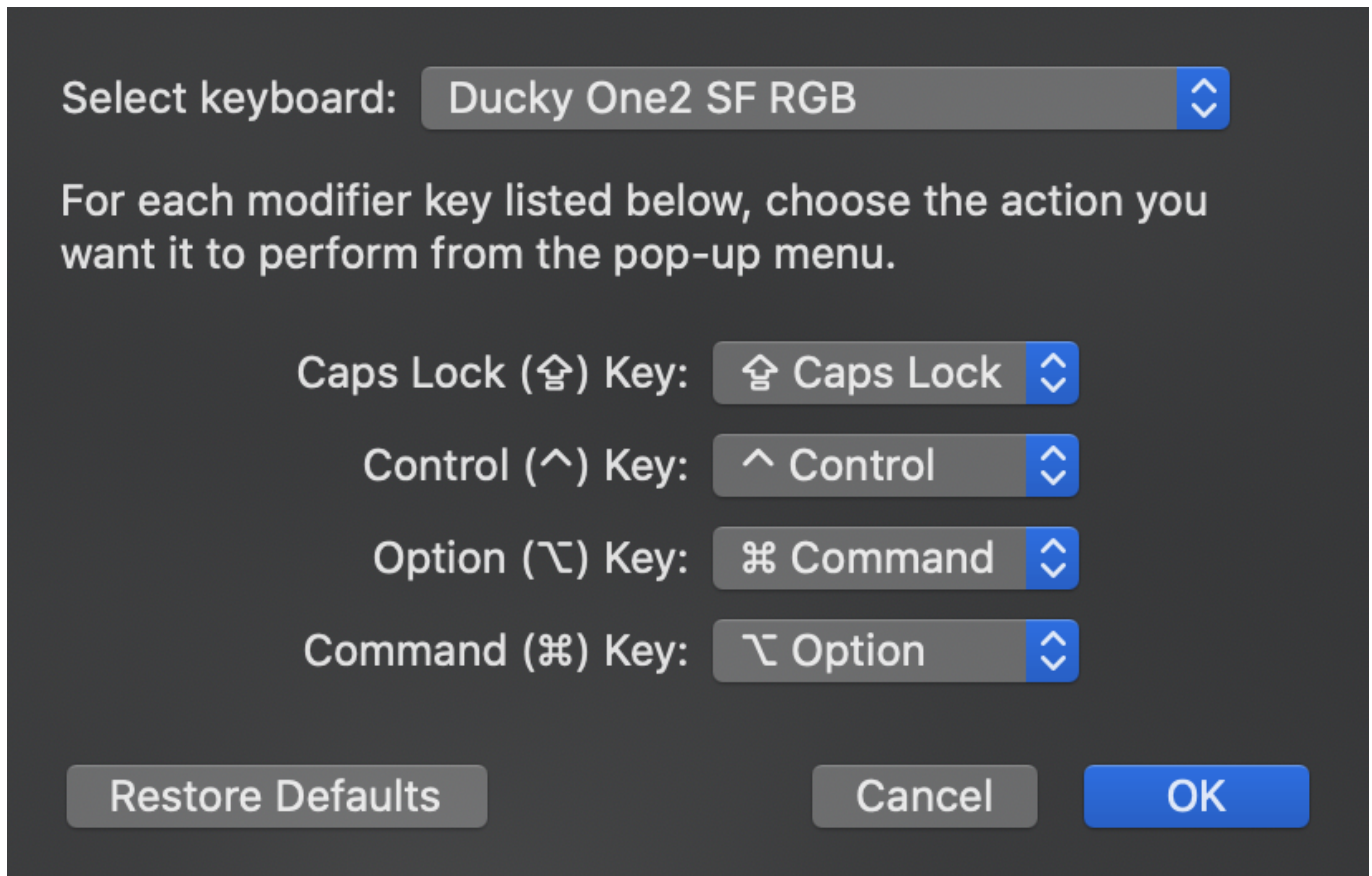 Select keyboard: Ducky One2 SF RGB
For each modifier key listed below, choose the action you
want it to perform from the pop-up menu.
Caps Lock (⇪) Key: ⇪ Caps Lock
Control (^) Key: ^ Control
Option (⌥) Key: ⌘ Command
Command (⌘) Key: ⌥ Option
Restore Defaults Cancel OK